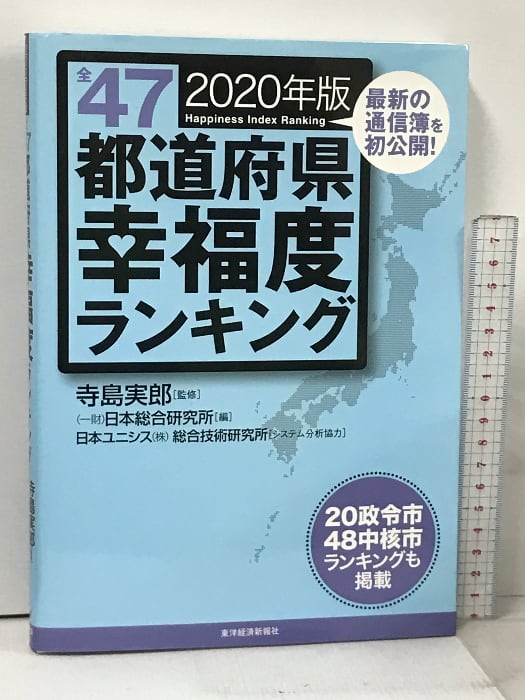 全47
2020年版
Happiness Index Ranking
都道府県
幸福度
ランキング
最新の
通信簿を
初公開!
寺島実郎[監修]
(一財)日本総合研究所[編]
日本ユニシス(株) 総合技術研究所[システム分析協力]
20政令市
48中核市
ランキングも
掲載
東洋経済新報社